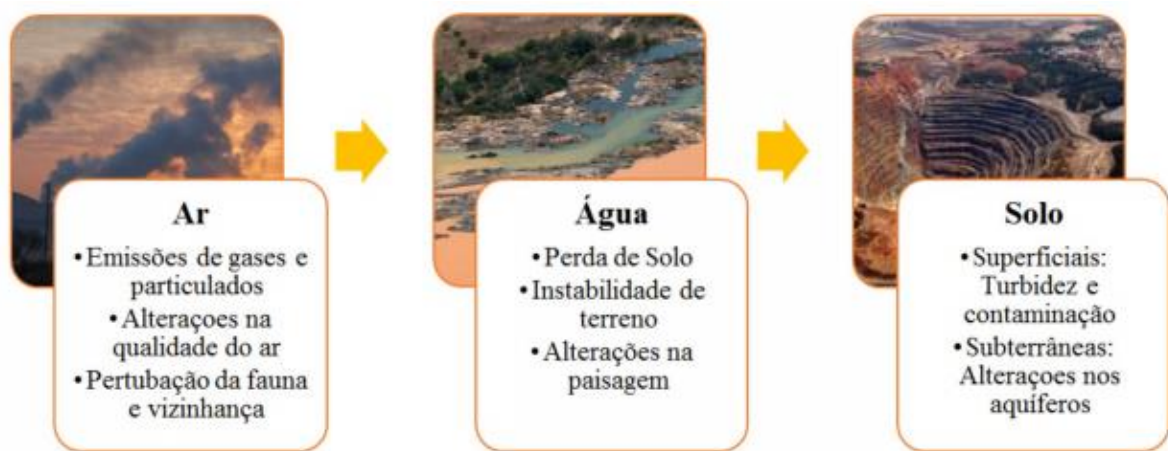 Ar
• Emissões de gases e
particulados
• Alteraçoes na
qualidade do ar
• Pertubação da fauna
e vizinhança
Água
• Perda de Solo
• Instabilidade de
terreno
• Alterações na
paisagem
Solo
• Superficiais:
Turbidez e
contaminação
• Subterrâneas:
Alteraçoes nos
aquíferos